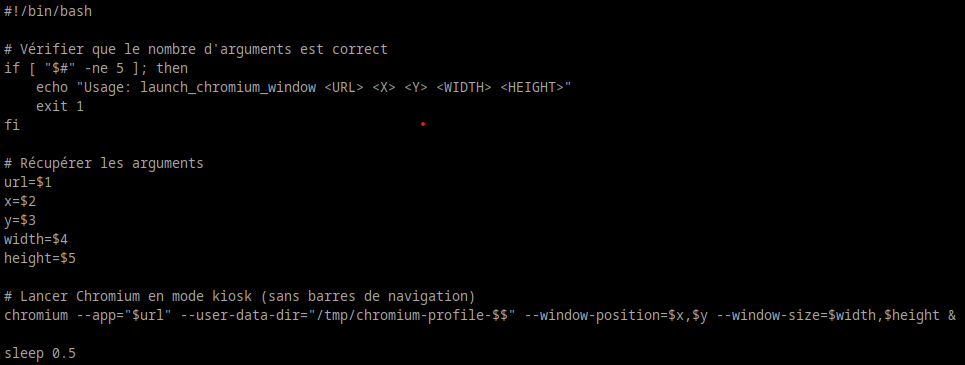 #!/bin/bash
# Vérifier que le nombre d'arguments est correct
if [ "$#" -ne 5 ]; then
    echo "Usage: launch_chromium_window <URL> <X> <Y> <WIDTH> <HEIGHT>"
    exit 1
fi
# Récupérer les arguments
url=$1
x=$2
y=$3
width=$4
height=$5
# Lancer Chromium en mode kiosk (sans barres de navigation)
chromium --app="$url" --user-data-dir="/tmp/chromium-profile-$$" --window-position=$x,$y --window-size=$width,$height &
sleep 0.5